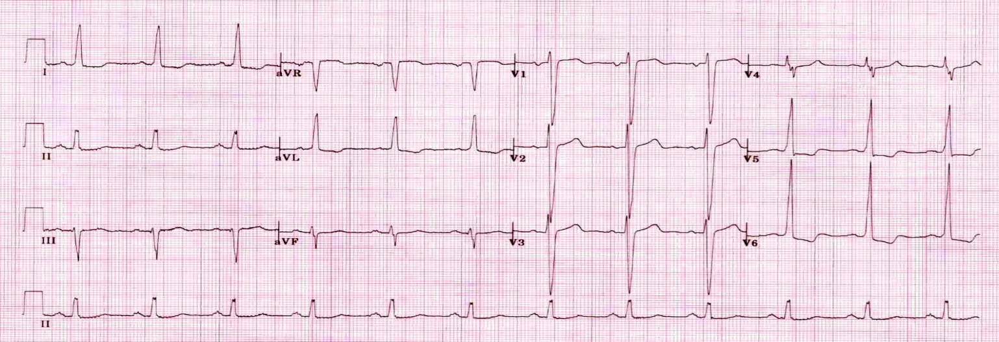 I aVR V1 V4
II aVL V2 V5
III aVF V3 V6
II